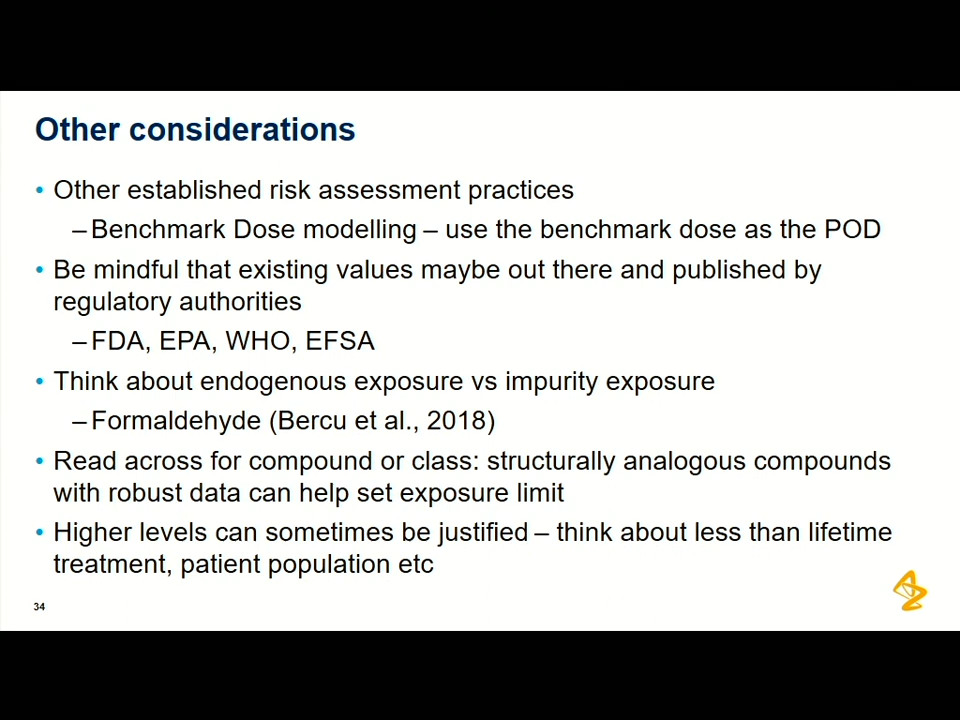 Other considerations
• Other established risk assessment practices
– Benchmark Dose modelling – use the benchmark dose as the POD
• Be mindful that existing values maybe out there and published by
regulatory authorities
– FDA, EPA, WHO, EFSA
• Think about endogenous exposure vs impurity exposure
– Formaldehyde (Bercu et al., 2018)
• Read across for compound or class: structurally analogous compounds
with robust data can help set exposure limit
• Higher levels can sometimes be justified – think about less than lifetime
treatment, patient population etc
34